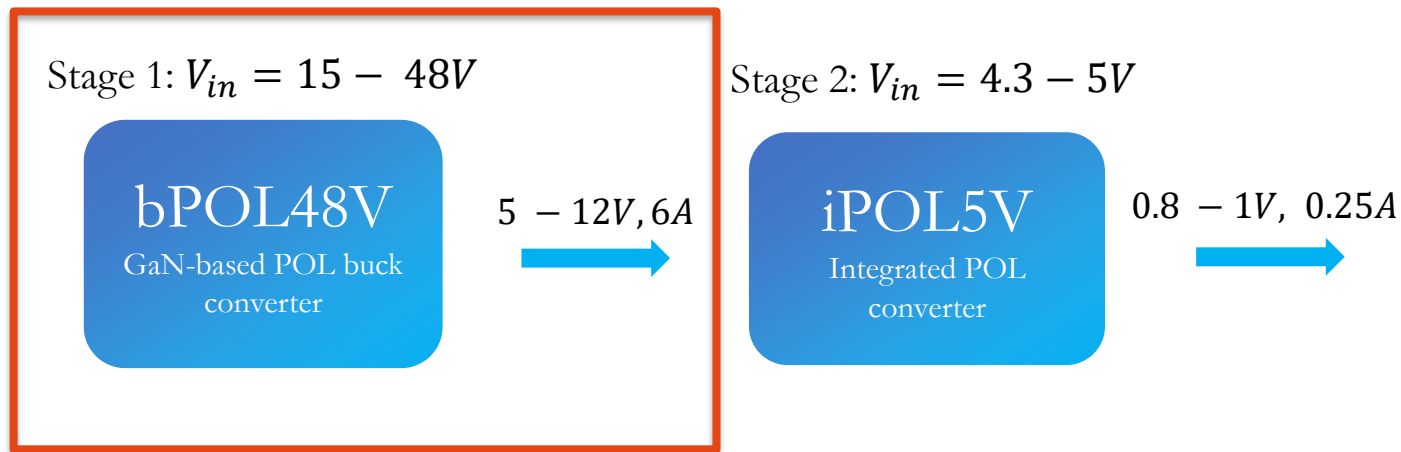 Stage 1: V_in = 15 − 48V
bPOL48V
GaN-based POL buck
converter
5 − 12V, 6A
Stage 2: V_in = 4.3 − 5V
iPOL5V
Integrated POL
converter
0.8 − 1V, 0.25A